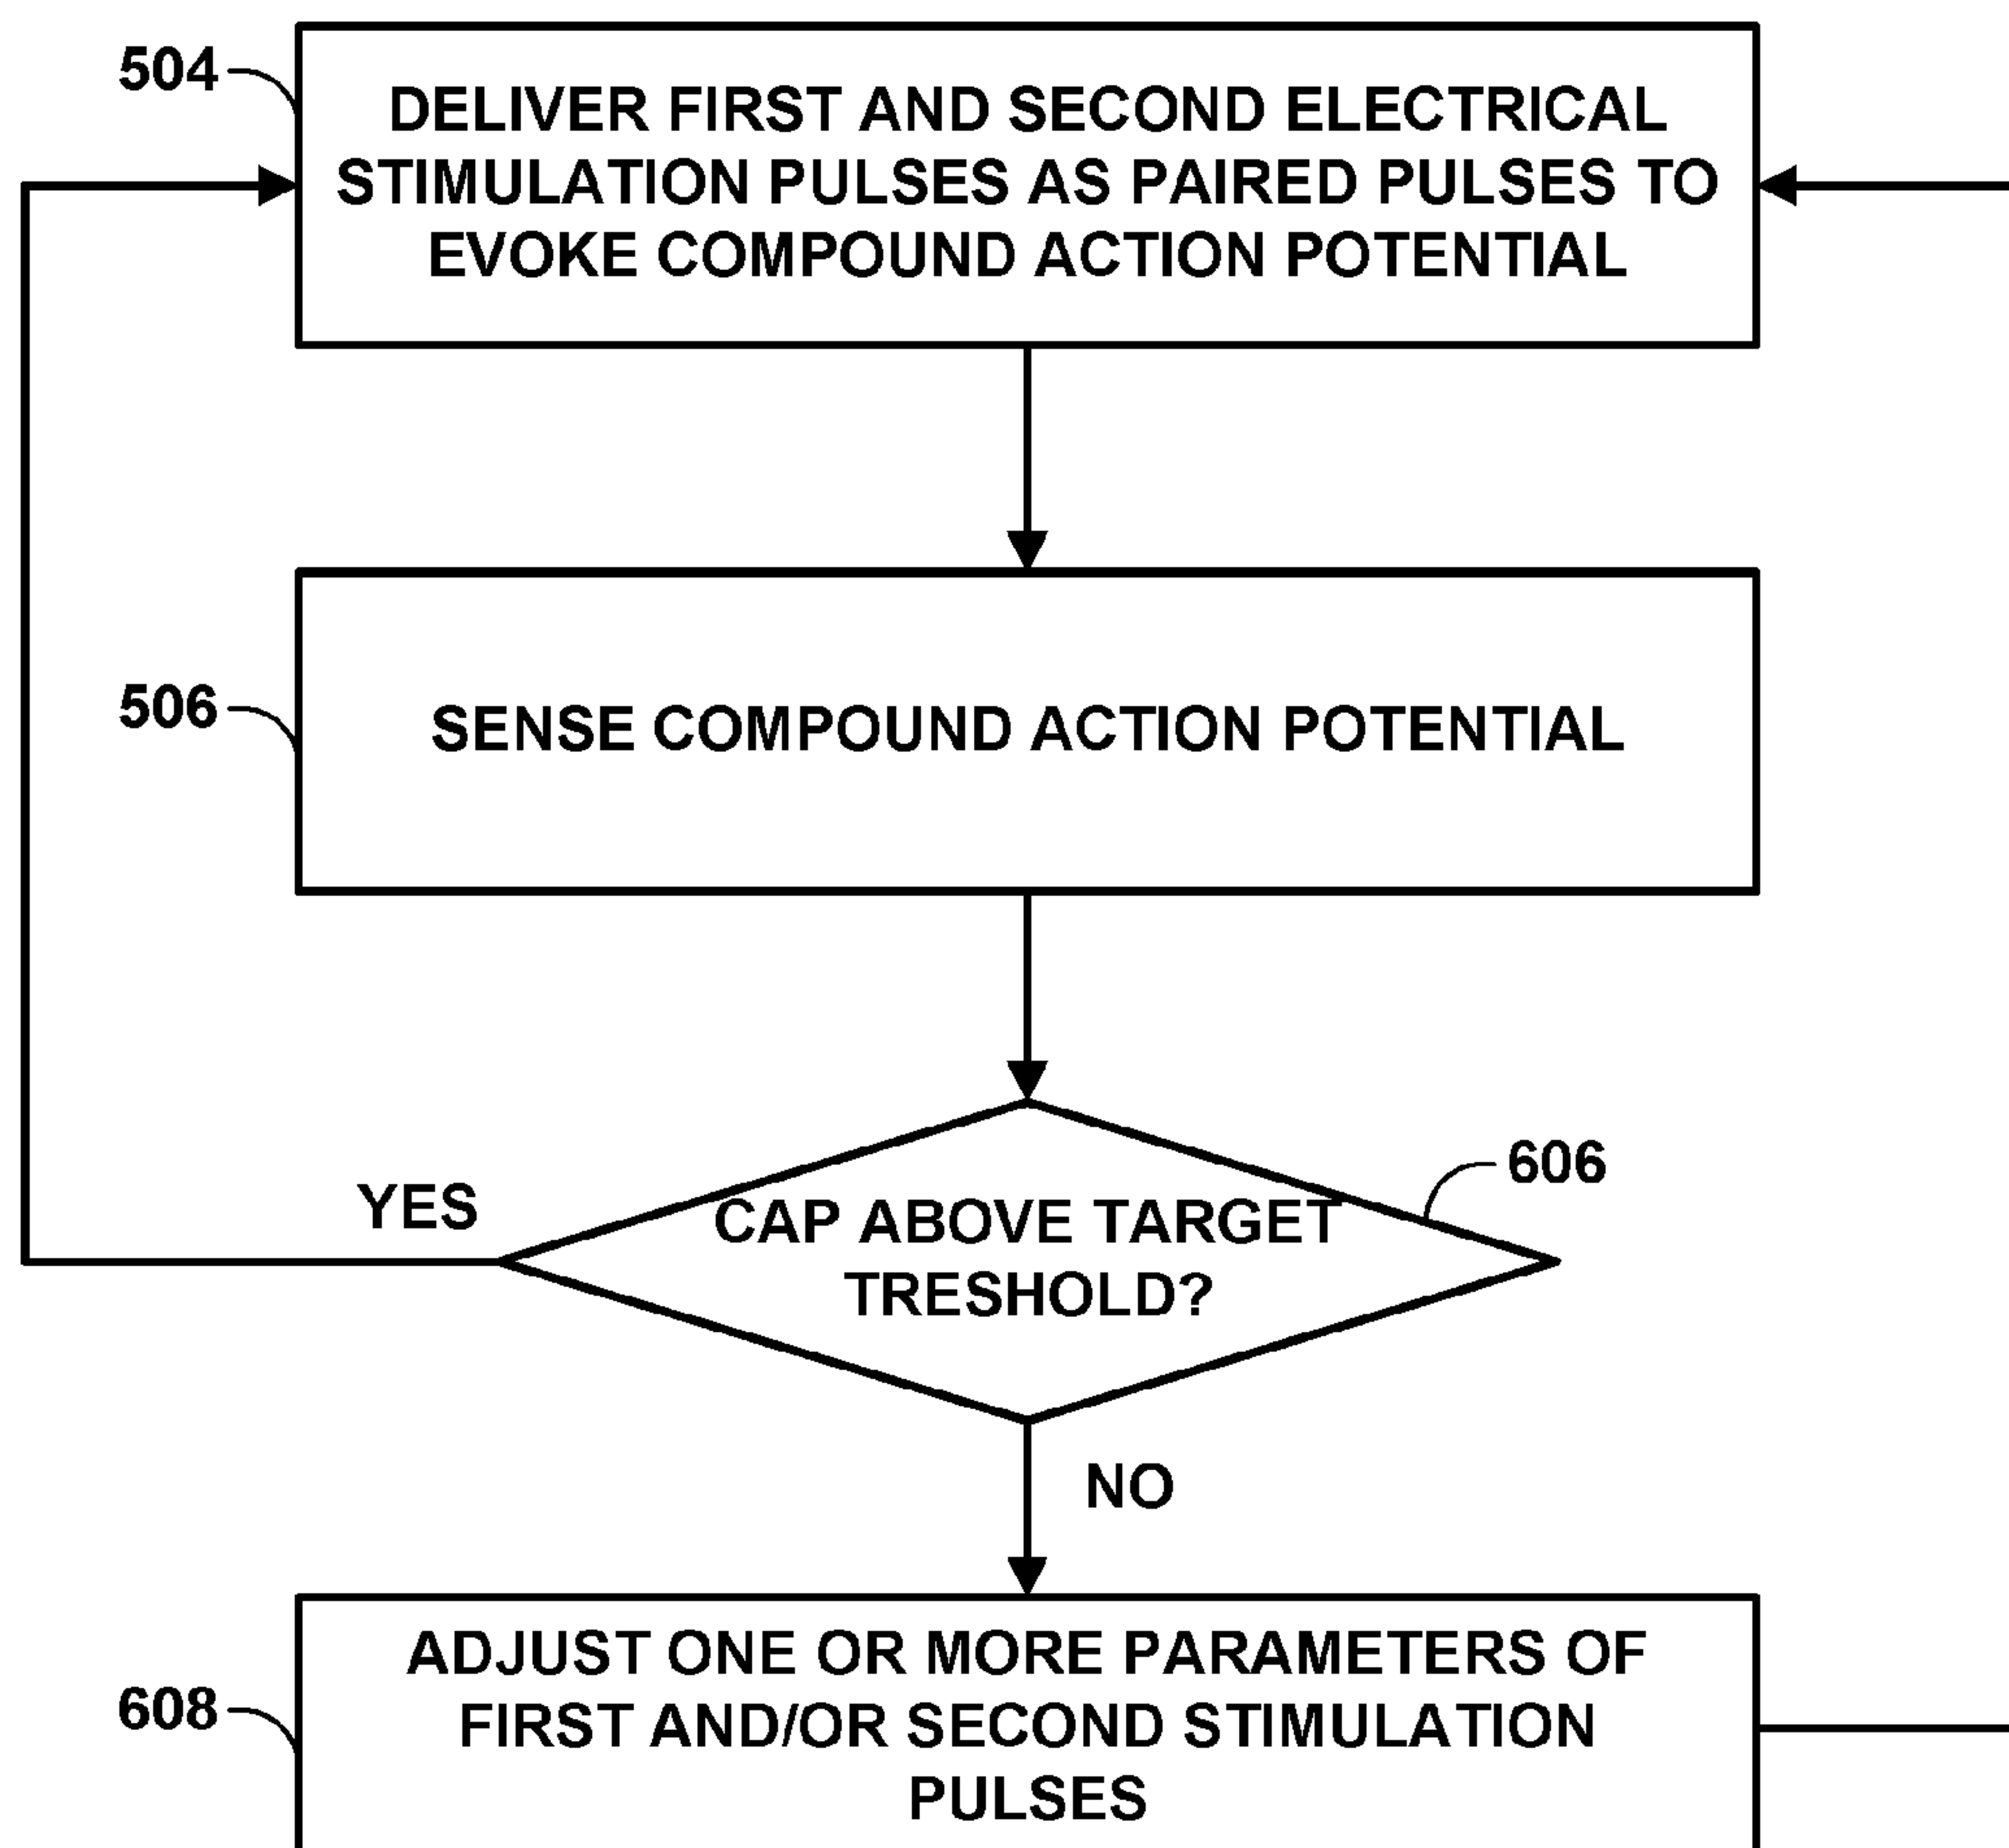 504
DELIVER FIRST AND SECOND ELECTRICAL
STIMULATION PULSES AS PAIRED PULSES TO
EVOKE COMPOUND ACTION POTENTIAL
506
SENSE COMPOUND ACTION POTENTIAL
YES
606
CAP ABOVE TARGET
TRESHOLD?
NO
608
ADJUST ONE OR MORE PARAMETERS OF
FIRST AND/OR SECOND STIMULATION
PULSES